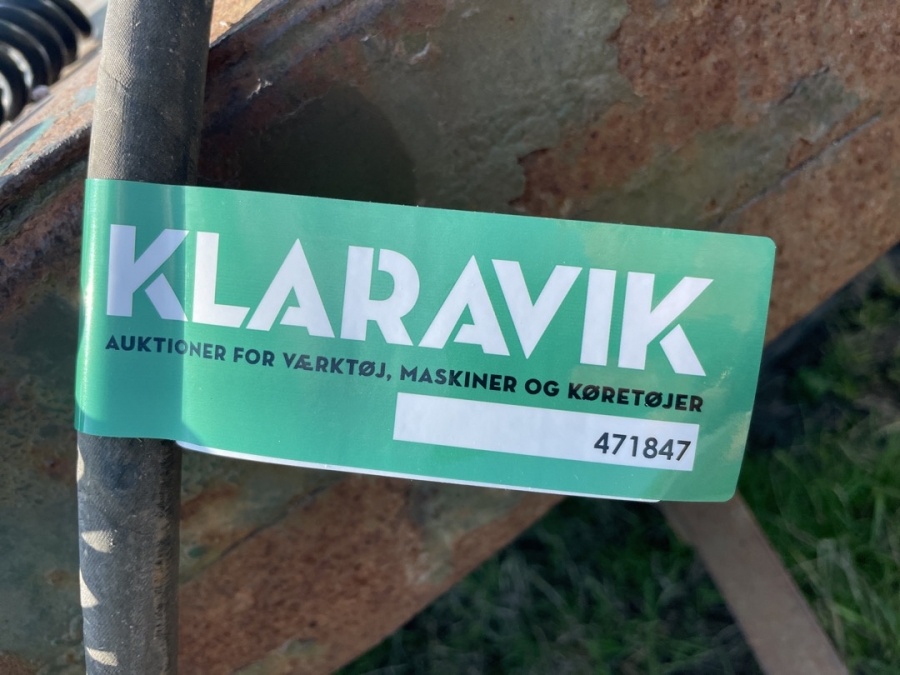 KLARAVIK
AUKTIONER FOR VÆRKTØJ, MASKINER OG KØRETØJER
471847